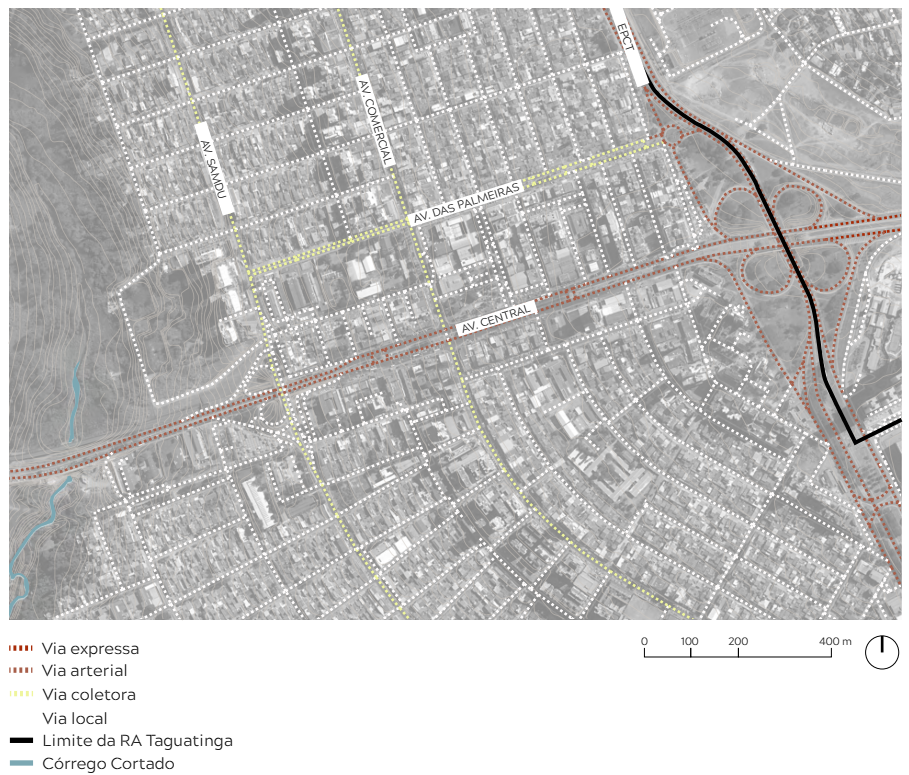 EPCT
AV. COMERCIAL
AV. SAMDU
AV. DAS PALMEIRAS
AV. CENTRAL
Via expressa
Via arterial
Via coletora
Via local
Limite da RA Taguatinga
Córrego Cortado
0 100 200 400 m